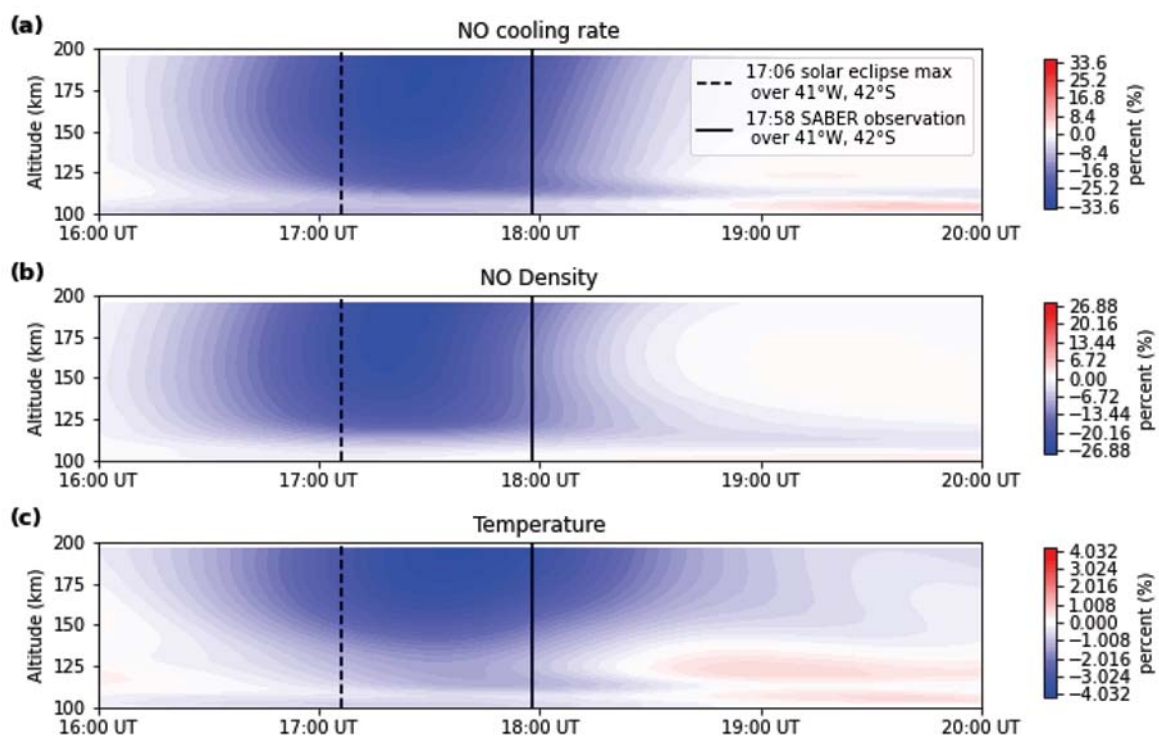 (a)
NO cooling rate
200
175
150
125
100
Altitude (km)
17:06 solar eclipse max
over 41°W, 42°S
17:58 SABER observation
over 41°W, 42°S
16:00 UT 17:00 UT 18:00 UT 19:00 UT 20:00 UT
33.6
25.2
16.8
8.4
0.0
−8.4
−16.8
−25.2
−33.6
percent (%)
(b)
NO Density
200
175
150
125
100
Altitude (km)
16:00 UT 17:00 UT 18:00 UT 19:00 UT 20:00 UT
26.88
20.16
13.44
6.72
0.00
−6.72
−13.44
−20.16
−26.88
percent (%)
(c)
Temperature
200
175
150
125
100
Altitude (km)
16:00 UT 17:00 UT 18:00 UT 19:00 UT 20:00 UT
4.032
3.024
2.016
1.008
0.000
−1.008
−2.016
−3.024
−4.032
percent (%)